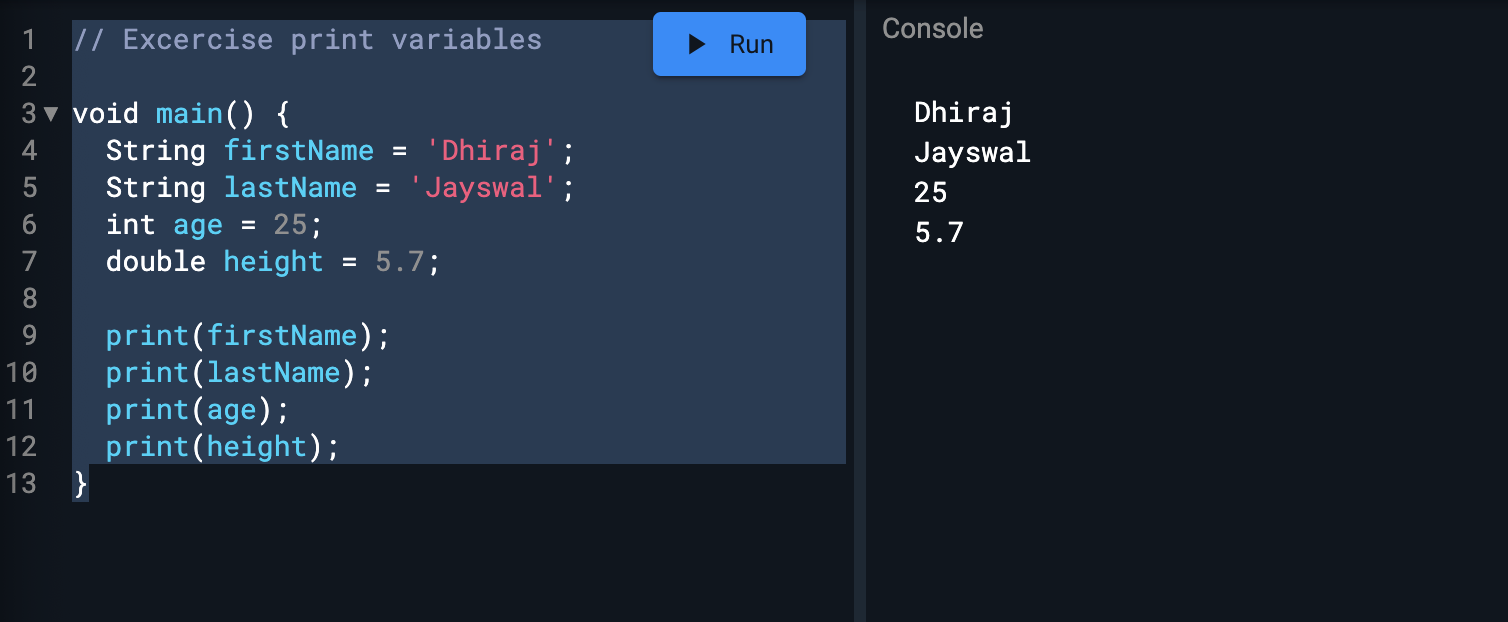 1 // Excercise print variables
Run
2
3 void main() {
4 String firstName = 'Dhiraj';
5 String lastName = 'Jayswal';
6 int age = 25;
7 double height = 5.7;
8
9 print(firstName);
10 print(lastName);
11 print(age);
12 print(height);
13 }
Console
Dhiraj
Jayswal
25
5.7